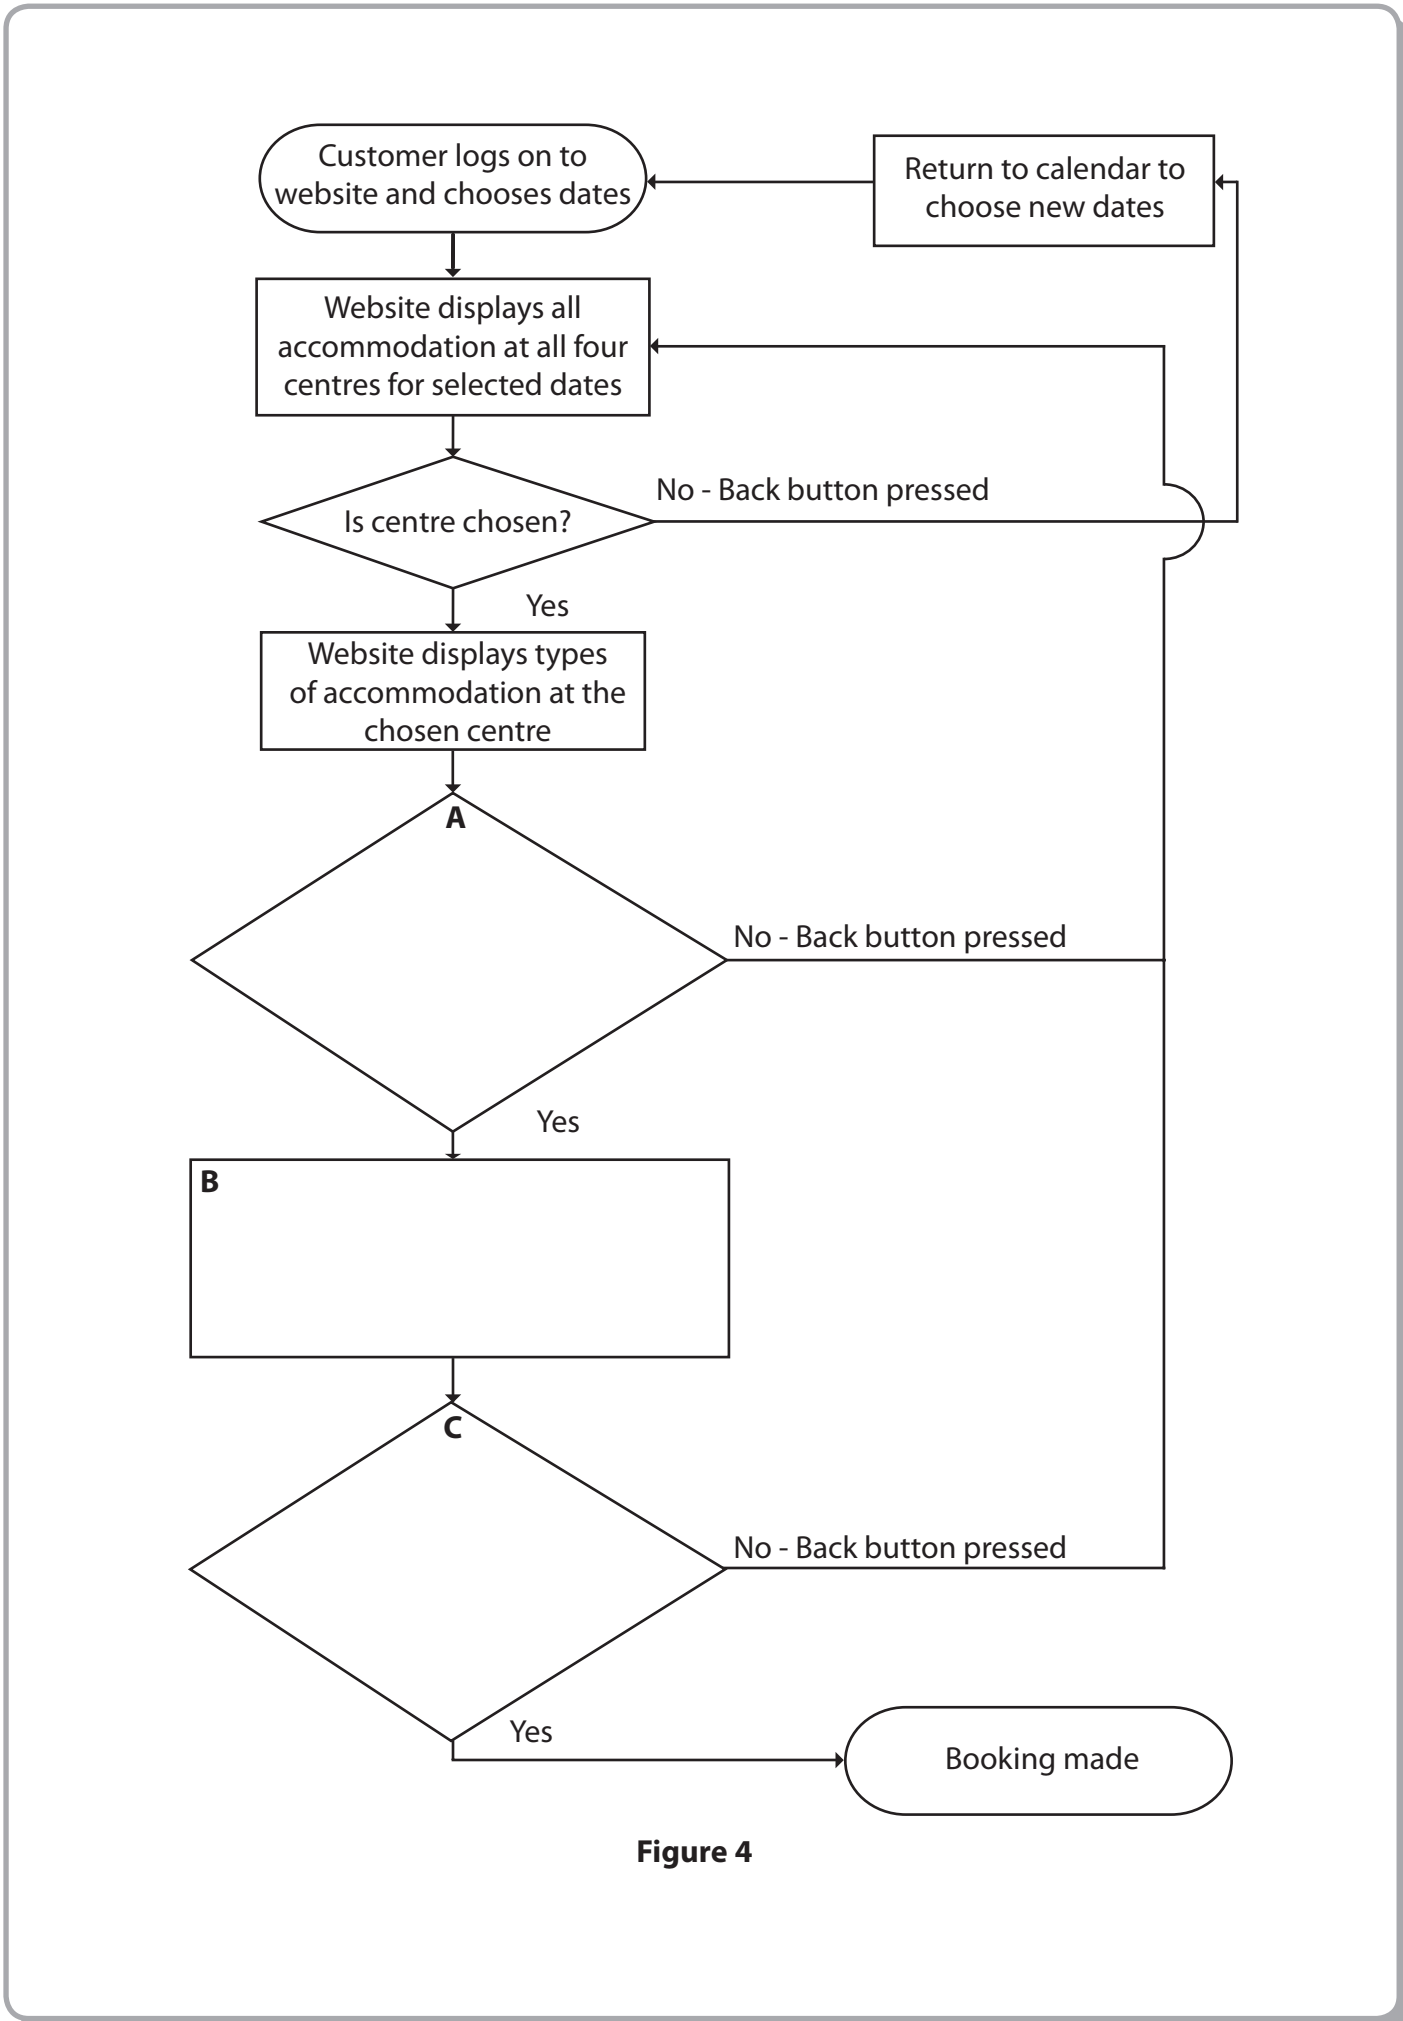 Customer logs on to
website and chooses dates
Return to calendar to
choose new dates
Website displays all
accommodation at all four
centres for selected dates
No - Back button pressed
Is centre chosen?
Yes
Website displays types
of accommodation at the
chosen centre
A
No - Back button pressed
Yes
B
C
No - Back button pressed
Yes
Booking made
Figure 4